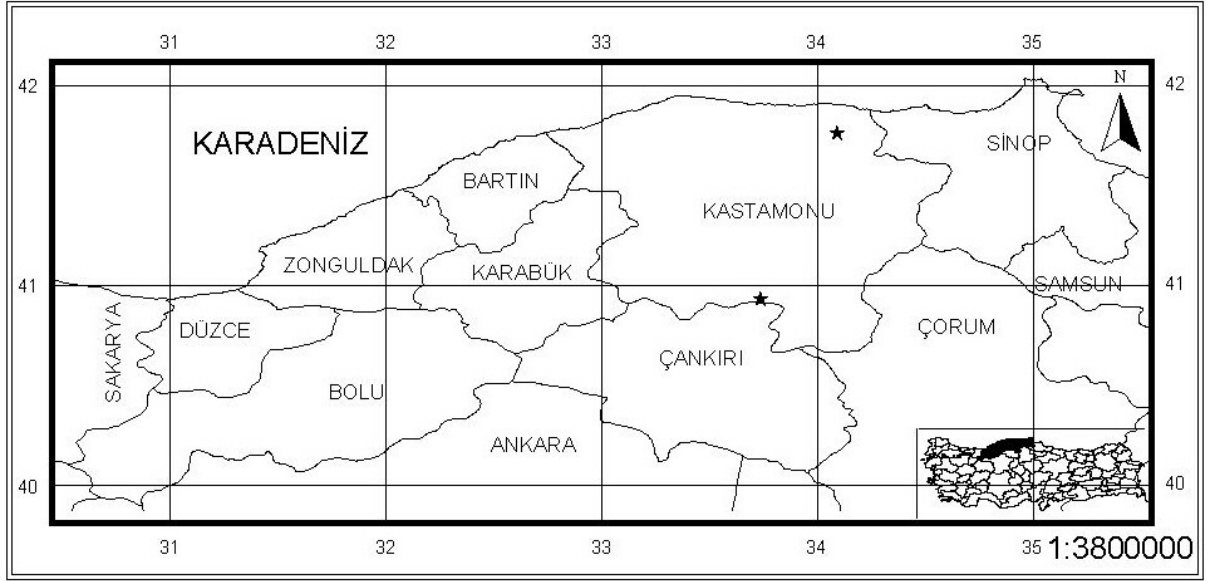 31 32 33 34 35
42 N 42
KARADENİZ
SİNOP
BARTIN
KASTAMONU
ZONGULDAK
KARABÜK
41 SAMSUN 41
SAKARYA
DÜZCE
ÇORUM
ÇANKIRI
BOLU
ANKARA
40 40
31 32 33 34 35 1:3800000